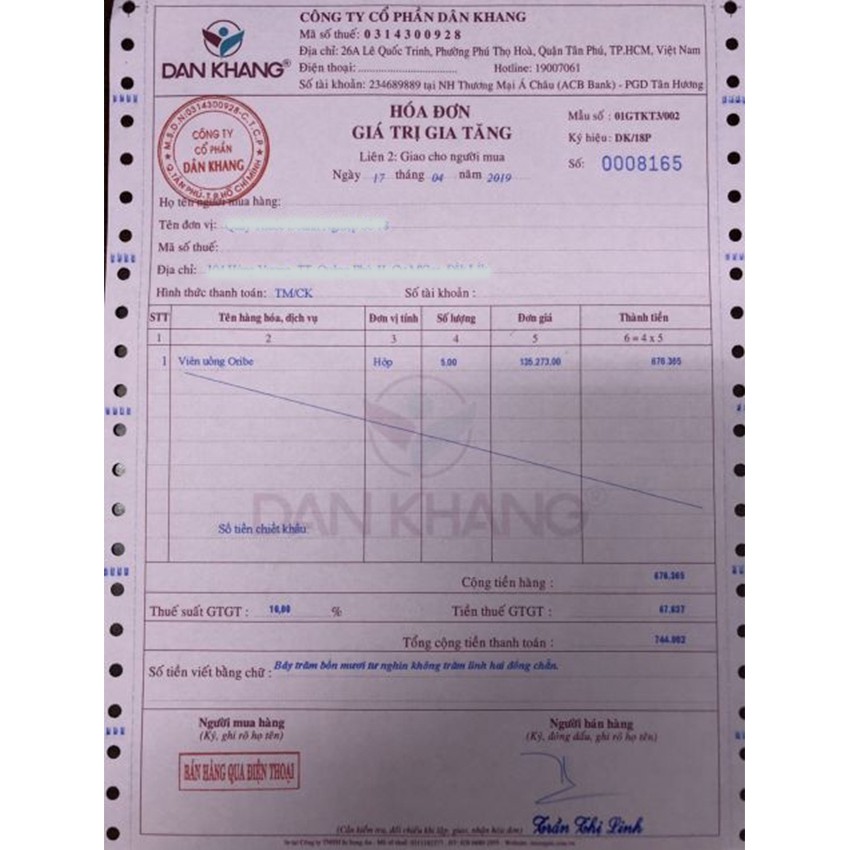 CÔNG TY CỔ PHẦN DÂN KHANG
Mã số thuế: 0314300928
Địa chỉ: 26A Lê Quốc Trinh, Phường Phú Thọ Hoà, Quận Tân Phú, TP.HCM, Việt Nam
Điện thoại: Hotline: 19007061
Số tài khoản: 234689889 tại NH Thương Mại Á Châu (ACB Bank) - PGD Tân Hương
DAN KHANG®
HÓA ĐƠN
GIÁ TRỊ GIA TĂNG
Liên 2: Giao cho người mua
Ngày 17 tháng 04 năm 2019
Mẫu số : 01GTKT3/002
Ký hiệu: DK/18P
Số: 0008165
M.S.D.N:0314300928-C.T.C.P
CÔNG TY
CỔ PHẦN
DÂN KHANG
Q.TÂN PHÚ-T.P HỒ CHÍ MINH
Họ tên người mua hàng:
Tên đơn vị:
Mã số thuế:
Địa chỉ:
Hình thức thanh toán: TM/CK Số tài khoản :
STT Tên hàng hóa, dịch vụ Đơn vị tính Số lượng Đơn giá Thành tiền
1 2 3 4 5 6 = 4 x 5
1 Viên uống Oribe Hộp 5.00 135.273.00 676.365
DAN KHANG®
Số tiền chiết khấu:
Cộng tiền hàng : 676.365
Thuế suất GTGT : 10,00 % Tiền thuế GTGT : 67.637
Tổng cộng tiền thanh toán : 744.002
Số tiền viết bằng chữ : Bảy trăm bốn mươi tư nghìn không trăm linh hai đồng chẵn.
Người mua hàng Người bán hàng
(Ký, ghi rõ họ tên) (Ký, đóng dấu, ghi rõ họ tên)
BÁN HÀNG QUA ĐIỆN THOẠI
(Cần kiểm tra, đối chiếu khi lập, giao, nhận hóa đơn) Trần Thị Linh